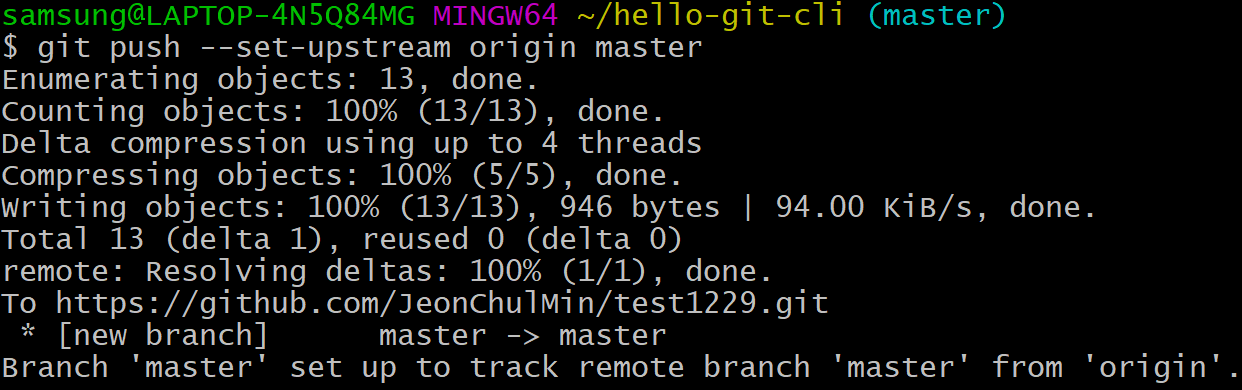 samsung@LAPTOP-4N5Q84MG MINGW64 ~/hello-git-cli (master)
$ git push --set-upstream origin master
Enumerating objects: 13, done.
Counting objects: 100% (13/13), done.
Delta compression using up to 4 threads
Compressing objects: 100% (5/5), done.
Writing objects: 100% (13/13), 946 bytes | 94.00 KiB/s, done.
Total 13 (delta 1), reused 0 (delta 0)
remote: Resolving deltas: 100% (1/1), done.
To https://github.com/JeonChulMin/test1229.git
 * [new branch]      master -> master
Branch 'master' set up to track remote branch 'master' from 'origin'.